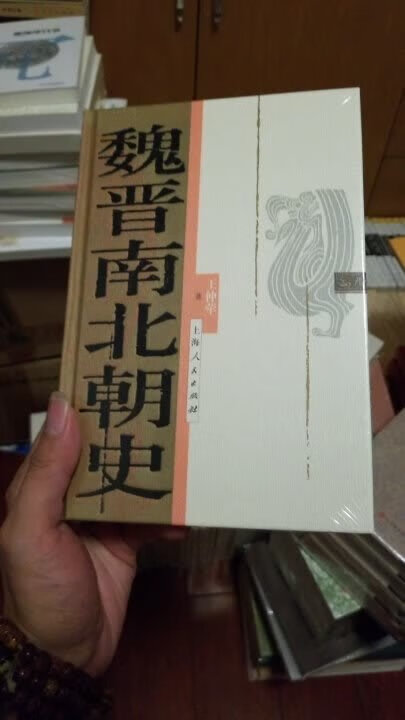 魏晋南北朝史
王仲荦
著
上海人民出版社